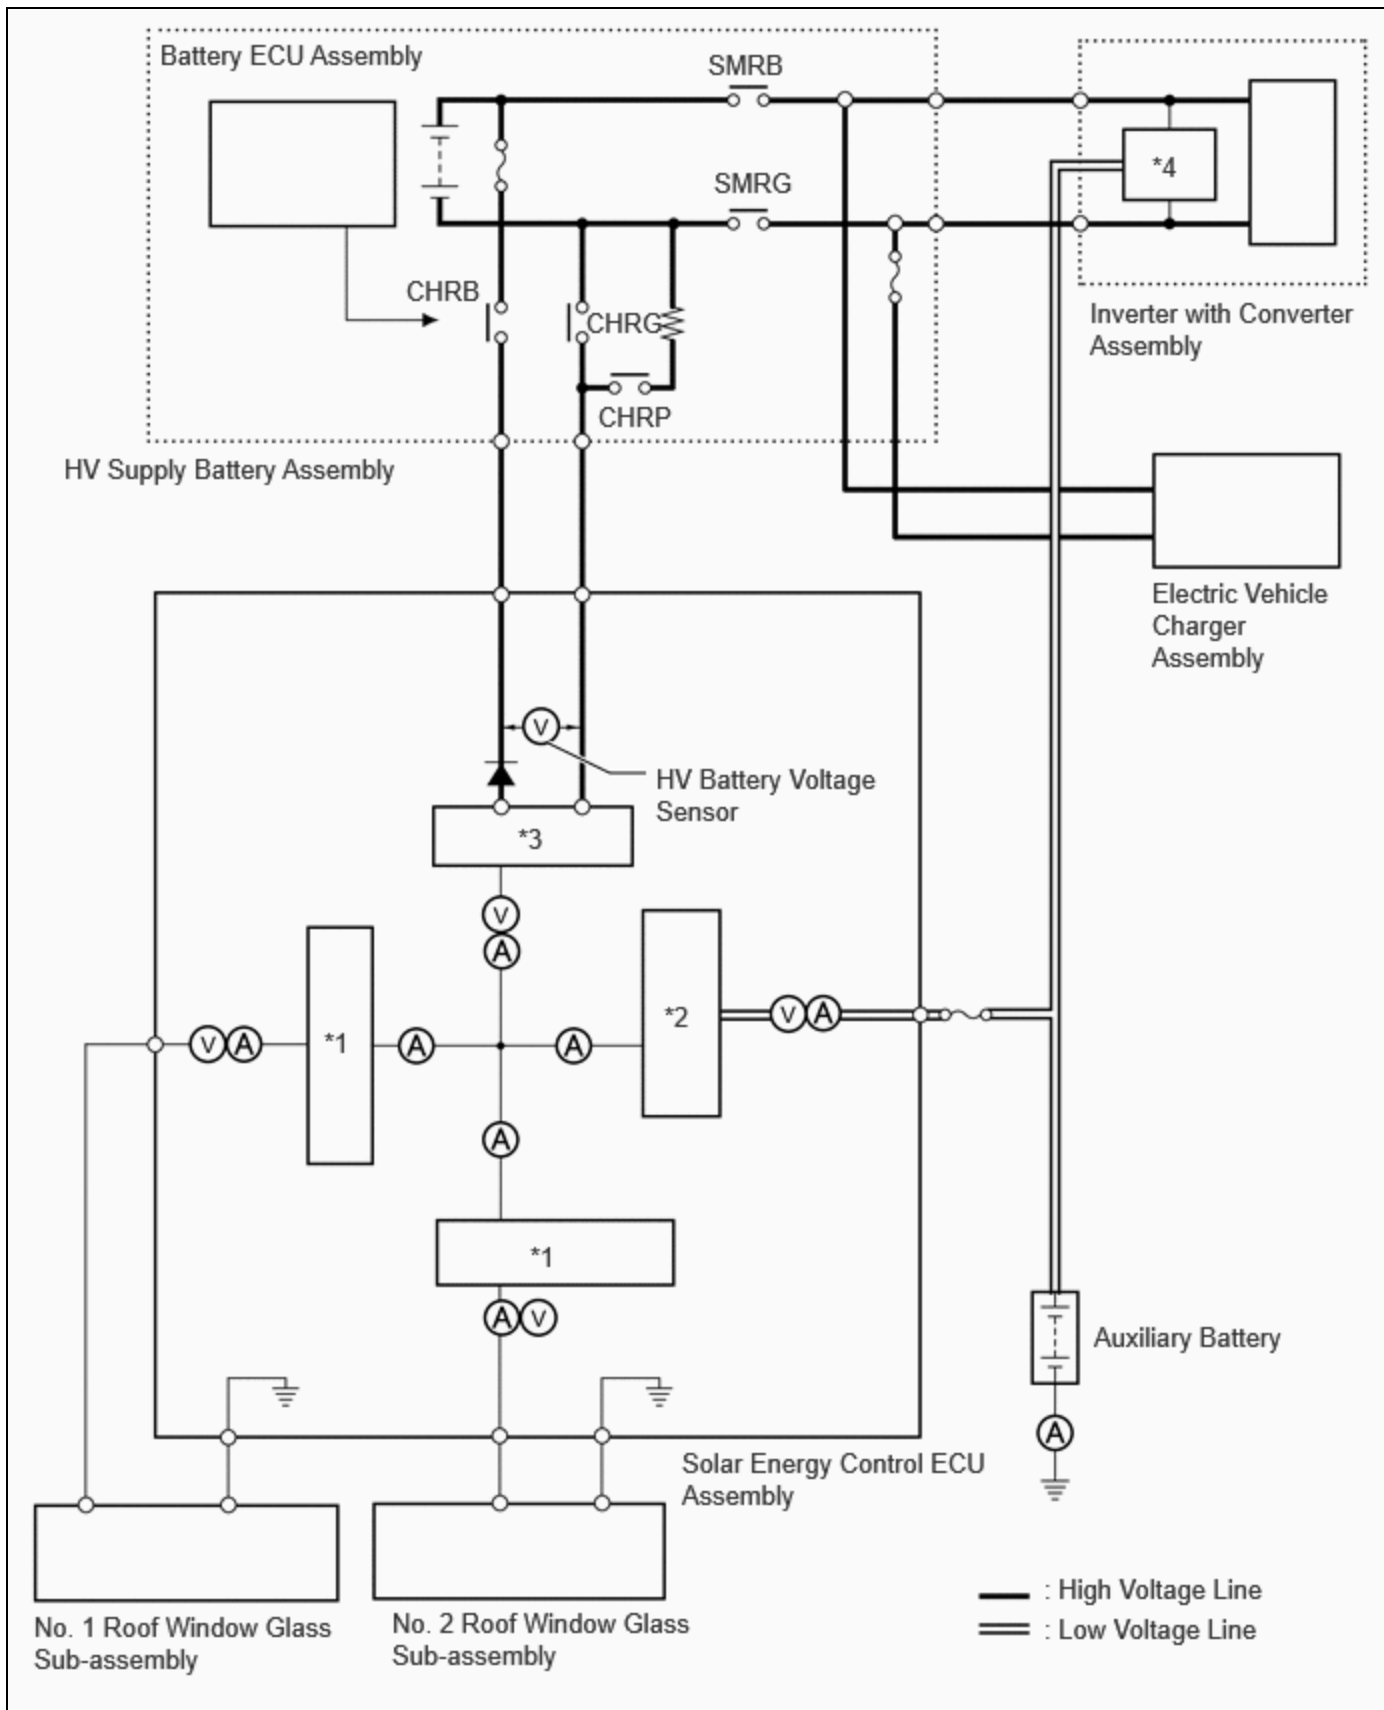 Battery ECU Assembly
SMRB
*4
SMRG
CHRB
CHRG
CHRP
Inverter with Converter
Assembly
HV Supply Battery Assembly
Electric Vehicle
Charger
Assembly
V
HV Battery Voltage
Sensor
*3
V
A
V A
*1
A
A
*2
V A
A
*1
A V
Auxiliary Battery
A
Solar Energy Control ECU
Assembly
No. 1 Roof Window Glass
Sub-assembly
No. 2 Roof Window Glass
Sub-assembly
: High Voltage Line
: Low Voltage Line